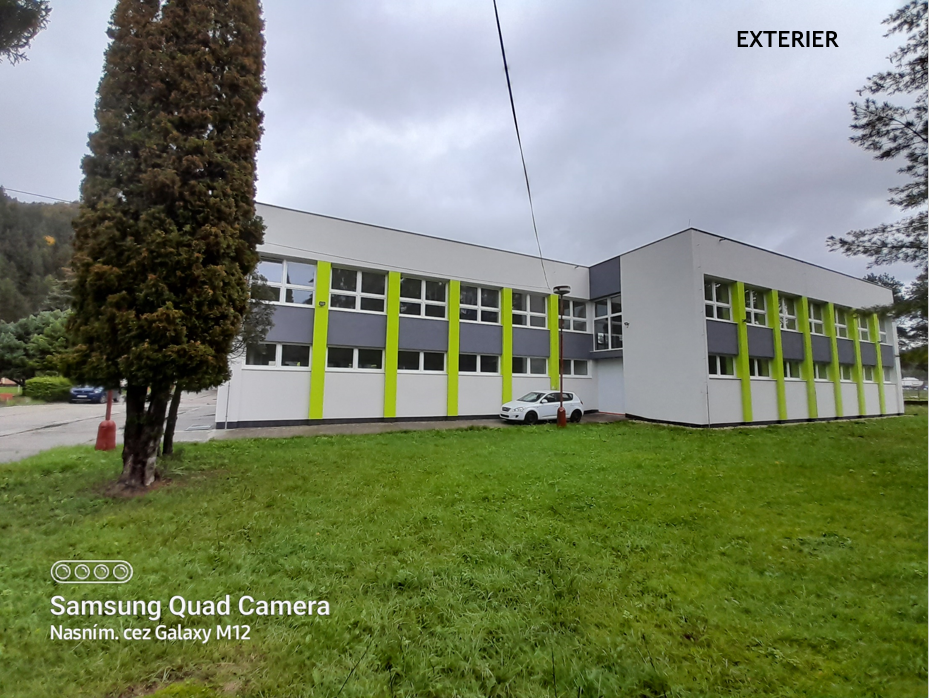 EXTERIER
Samsung Quad Camera
Nasním. cez Galaxy M12